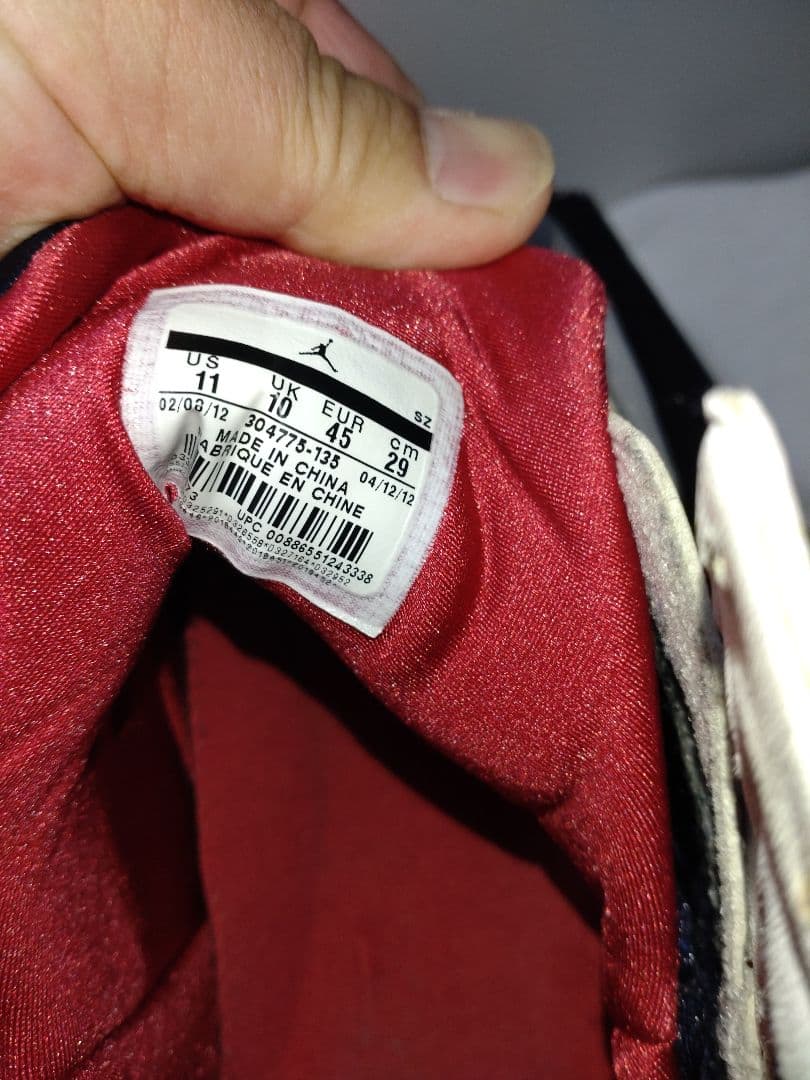 SZ
US UK EUR cm
11 10 45 29
02/08/12 304775-135 04/12/12
MADE IN CHINA
FABRIQUE EN CHINE
UPC 00886551243338